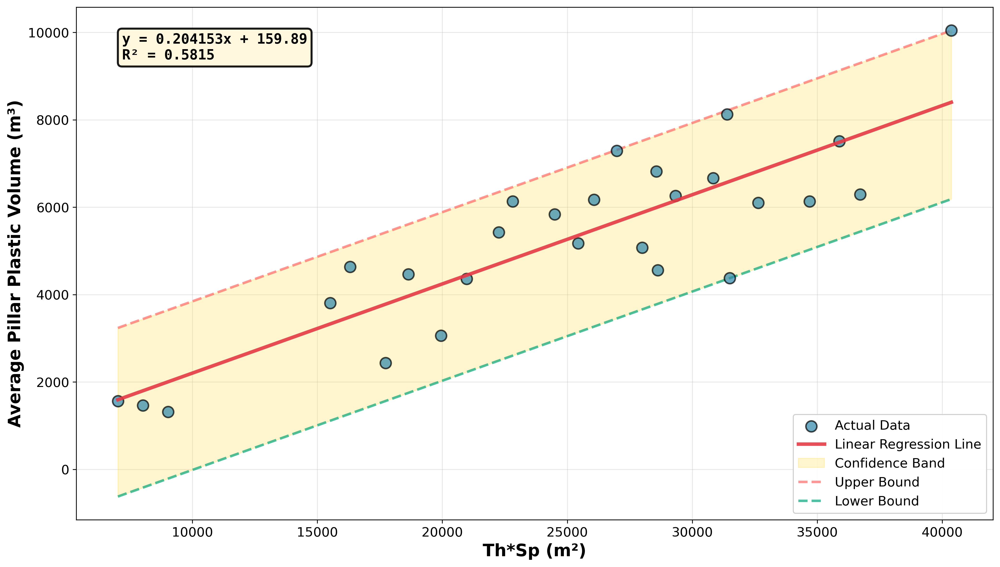 y = 0.204153x + 159.89
R² = 0.5815
Average Pillar Plastic Volume (m³)
10000
8000
6000
4000
2000
0
10000
15000
20000
25000
30000
35000
40000
Th*Sp (m²)
Actual Data
Linear Regression Line
Confidence Band
Upper Bound
Lower Bound